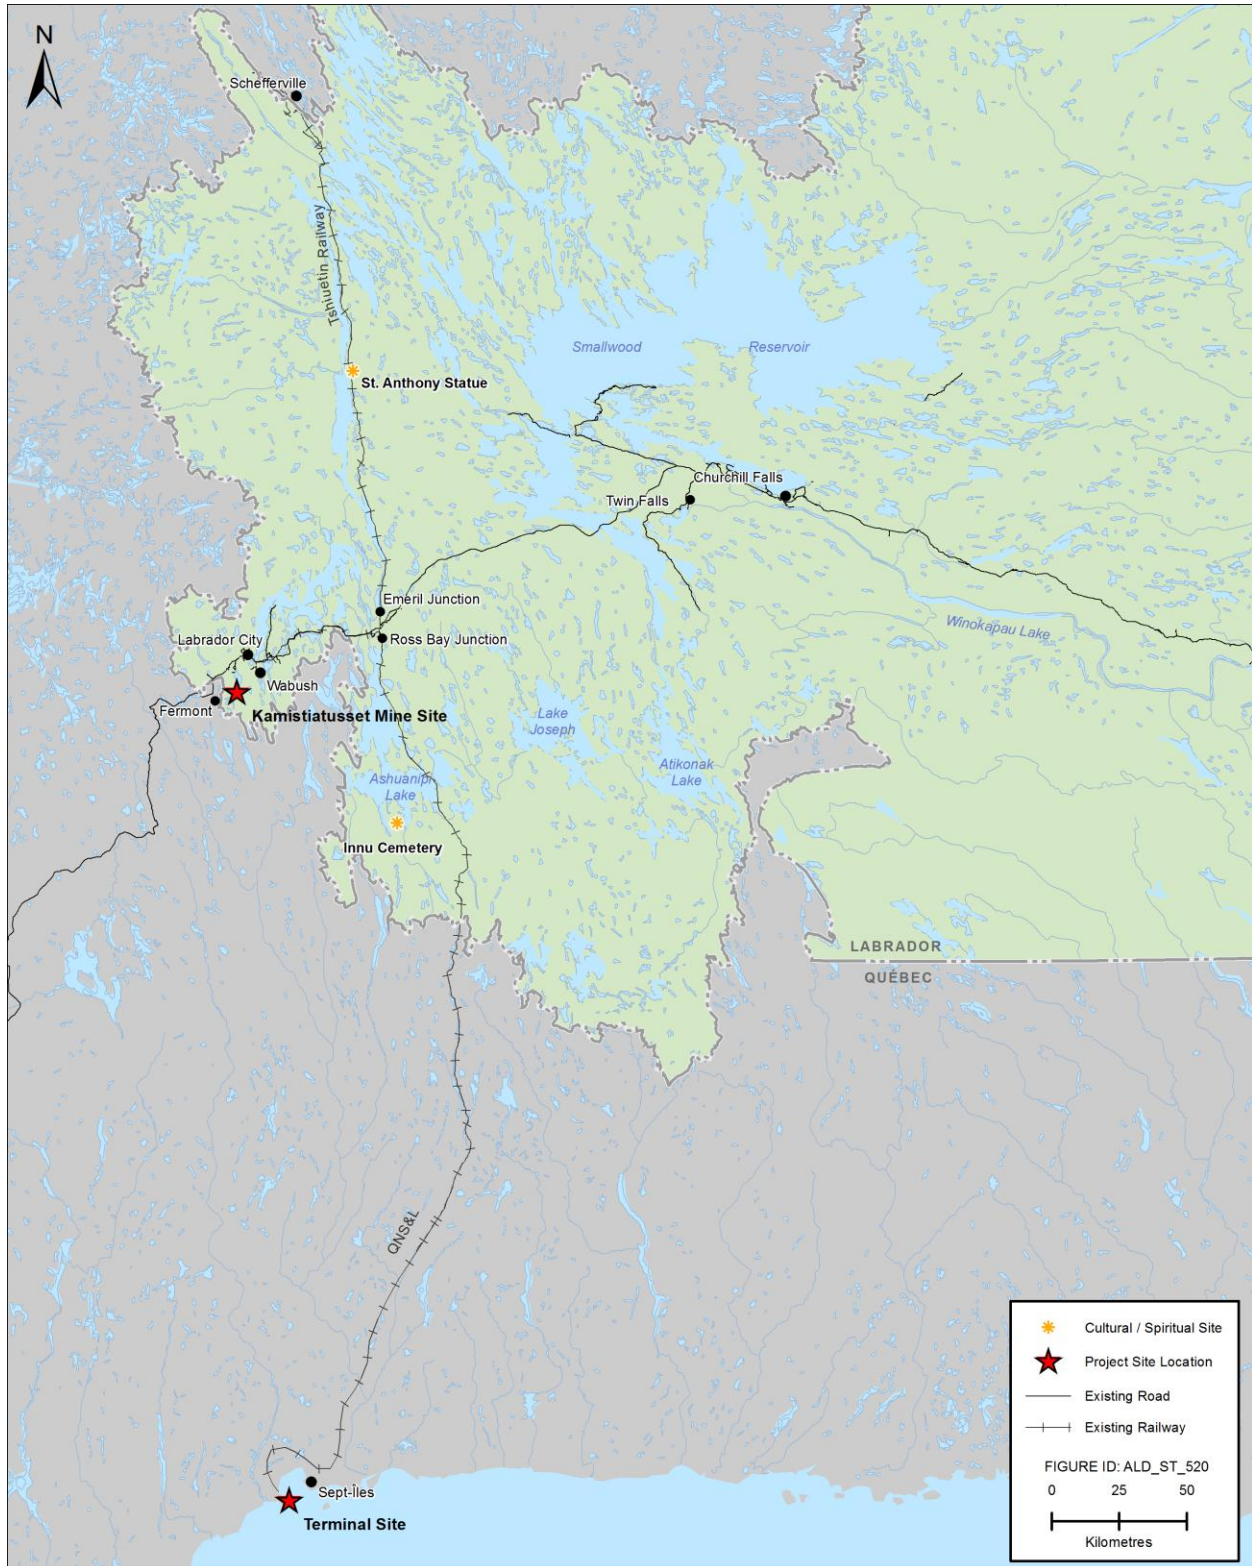 N
Schefferville
Tshiuetin Railway
Smallwood
Reservoir
St. Anthony Statue
Churchill Falls
Twin Falls
Emeril Junction
Ross Bay Junction
Winokapau Lake
Labrador City
Wabush
Fermont
Kamistiatusset Mine Site
Lake
Joseph
Atikonak
Lake
Ashuanipi
Lake
Innu Cemetery
LABRADOR
QUÉBEC
QNS&L
Sept-Îles
Terminal Site
Cultural / Spiritual Site
Project Site Location
Existing Road
Existing Railway
FIGURE ID: ALD_ST_520
0 25 50
Kilometres